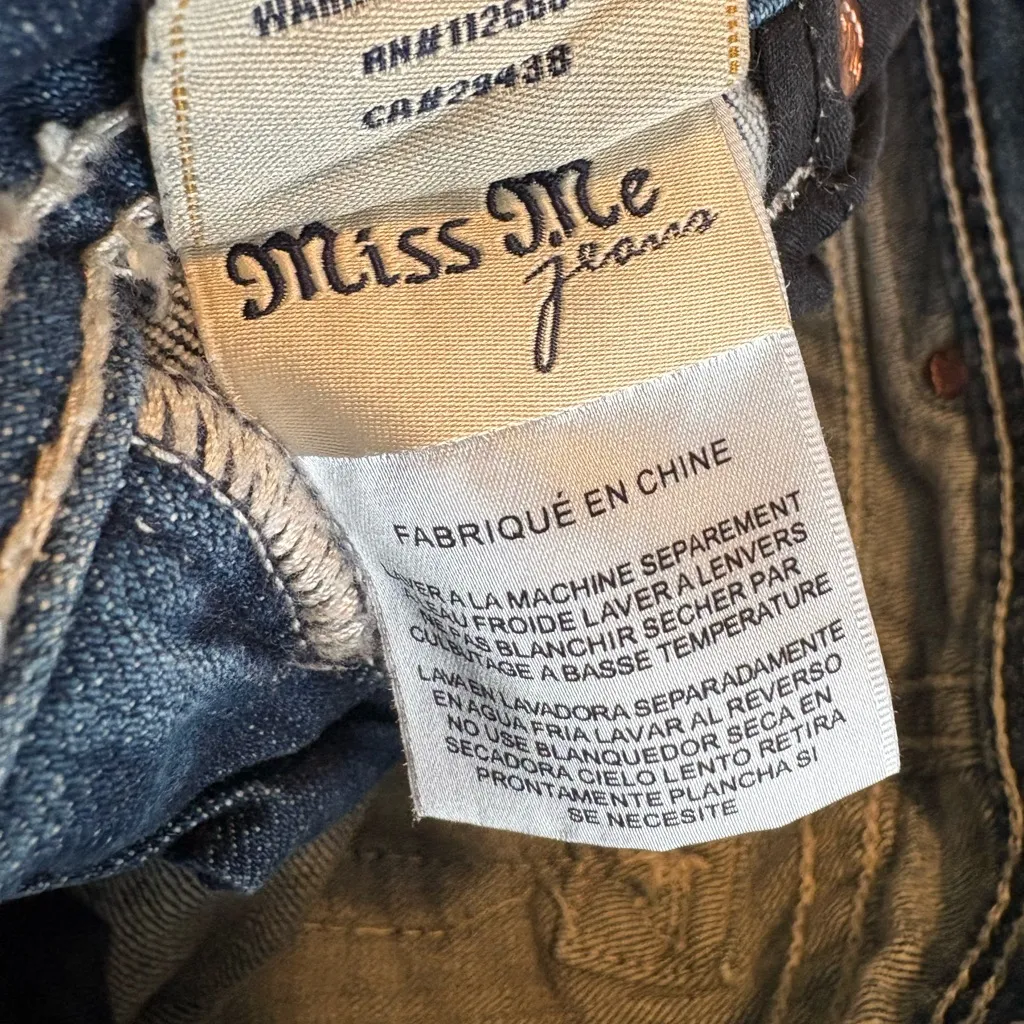 RN#112660
CA#29438
Miss Me
jeans
FABRIQUÉ EN CHINE
LAVER A LA MACHINE SEPAREMENT
A LEAU FROIDE LAVER A LENVERS
NE PAS BLANCHIR SECHER PAR
CULBUTAGE A BASSE TEMPERATURE
LAVA EN LAVADORA SEPARADAMENTE
EN AGUA FRIA LAVAR AL REVERSO
NO USE BLANQUEDOR SECA EN
SECADORA CIELO LENTO RETIRA
PRONTAMENTE PLANCHA SI
SE NECESITE